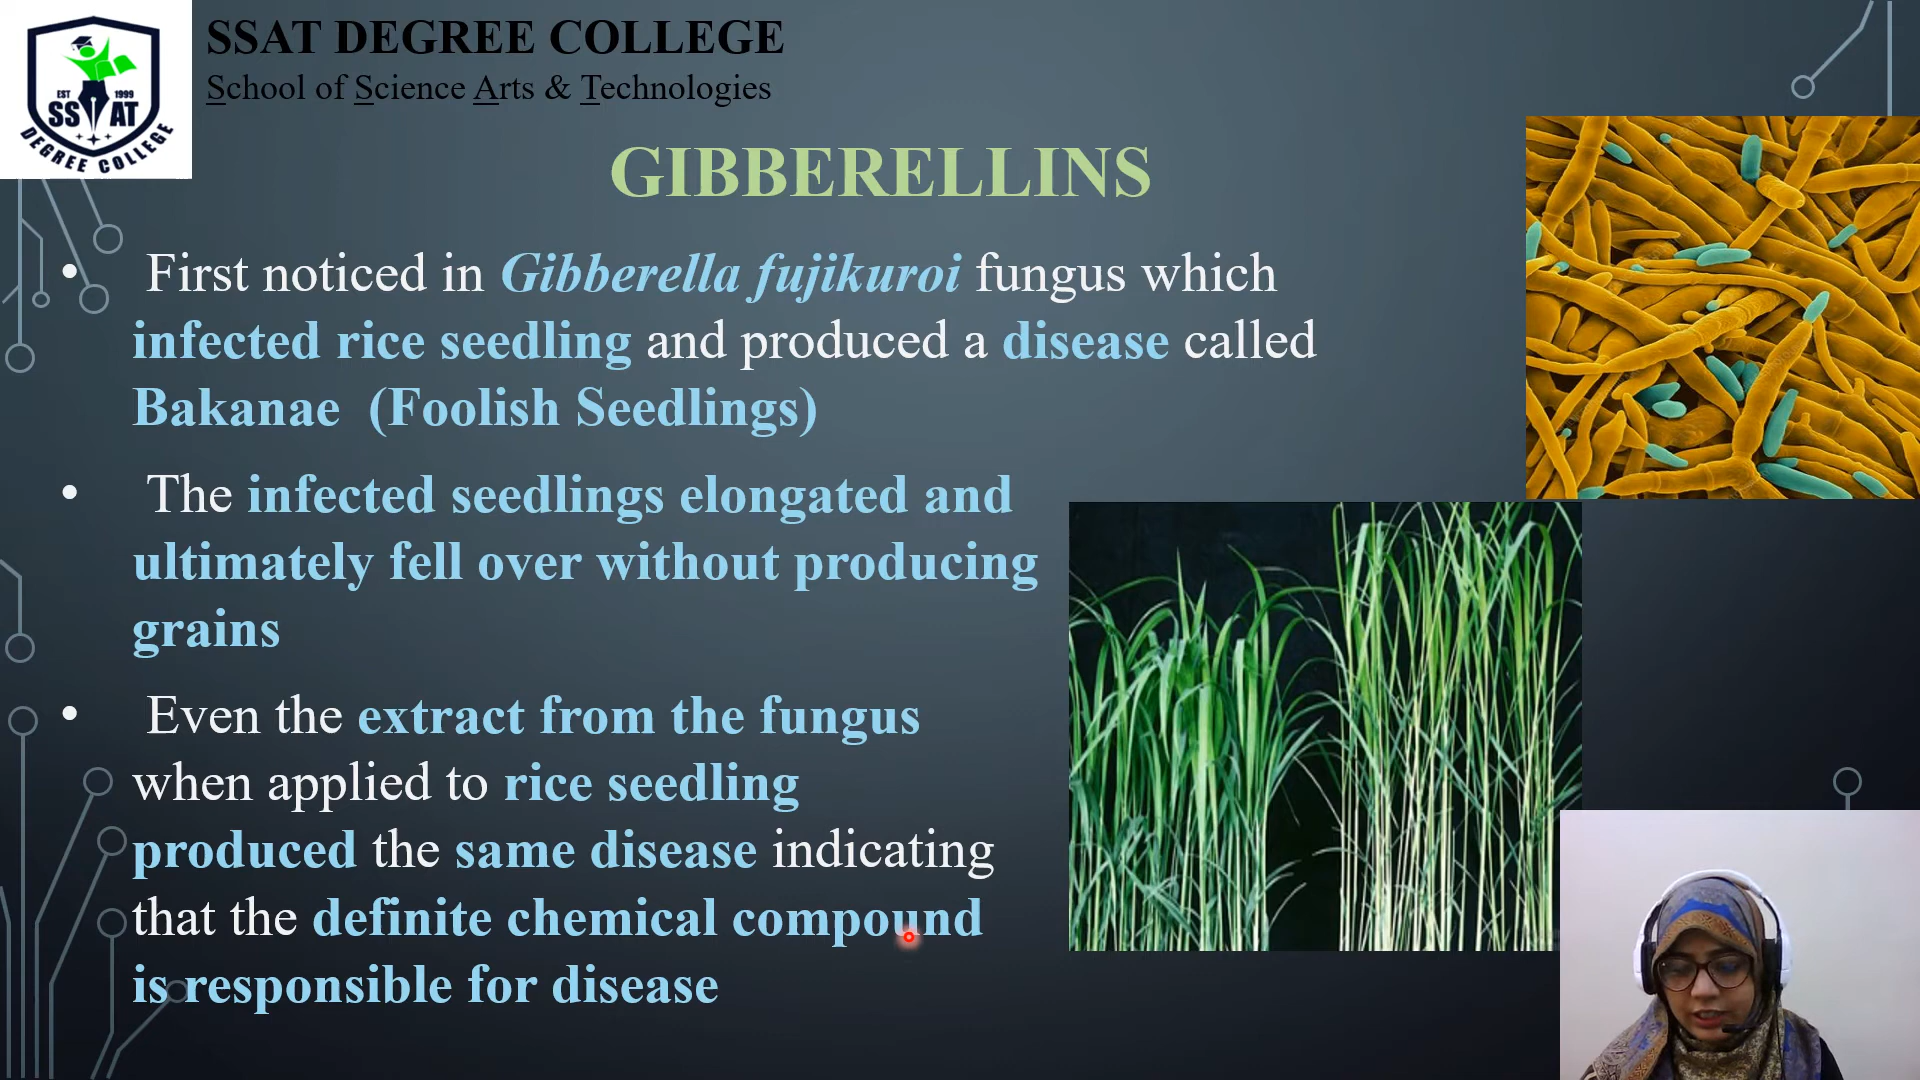 SSAT DEGREE COLLEGE
School of Science Arts & Technologies
EST 1999
SS AT
DEGREE COLLEGE
GIBBERELLINS
• First noticed in Gibberella fujikuroi fungus which
infected rice seedling and produced a disease called
Bakanae (Foolish Seedlings)
• The infected seedlings elongated and
ultimately fell over without producing
grains
• Even the extract from the fungus
when applied to rice seedling
produced the same disease indicating
that the definite chemical compound
is responsible for disease